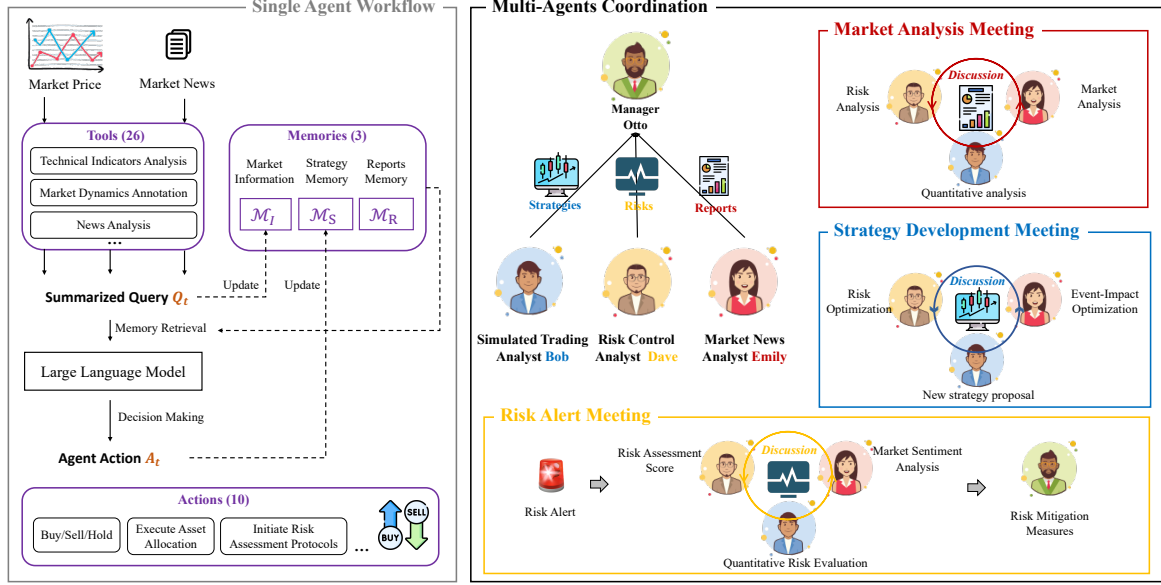 Single Agent Workflow
Market Price
Market News
Tools (26)
Technical Indicators Analysis
Market Dynamics Annotation
News Analysis
...
Memories (3)
Market
Information
Strategy
Memory
Reports
Memory
M_I
M_S
M_R
Update
Update
Summarized Query Q_t
Memory Retrieval
Large Language Model
Decision Making
Agent Action A_t
Actions (10)
Buy/Sell/Hold
Execute Asset
Allocation
Initiate Risk
Assessment Protocols
...
BUY
SELL
Multi-Agents Coordination
Manager
Otto
Strategies
Risks
Reports
Simulated Trading
Analyst Bob
Risk Control
Analyst Dave
Market News
Analyst Emily
Market Analysis Meeting
Risk
Analysis
Discussion
Market
Analysis
Quantitative analysis
Strategy Development Meeting
Risk
Optimization
Discussion
Event-Impact
Optimization
New strategy proposal
Risk Alert Meeting
Risk Alert
Risk Assessment
Score
Discussion
Market Sentiment
Analysis
Quantitative Risk Evaluation
Risk Mitigation
Measures